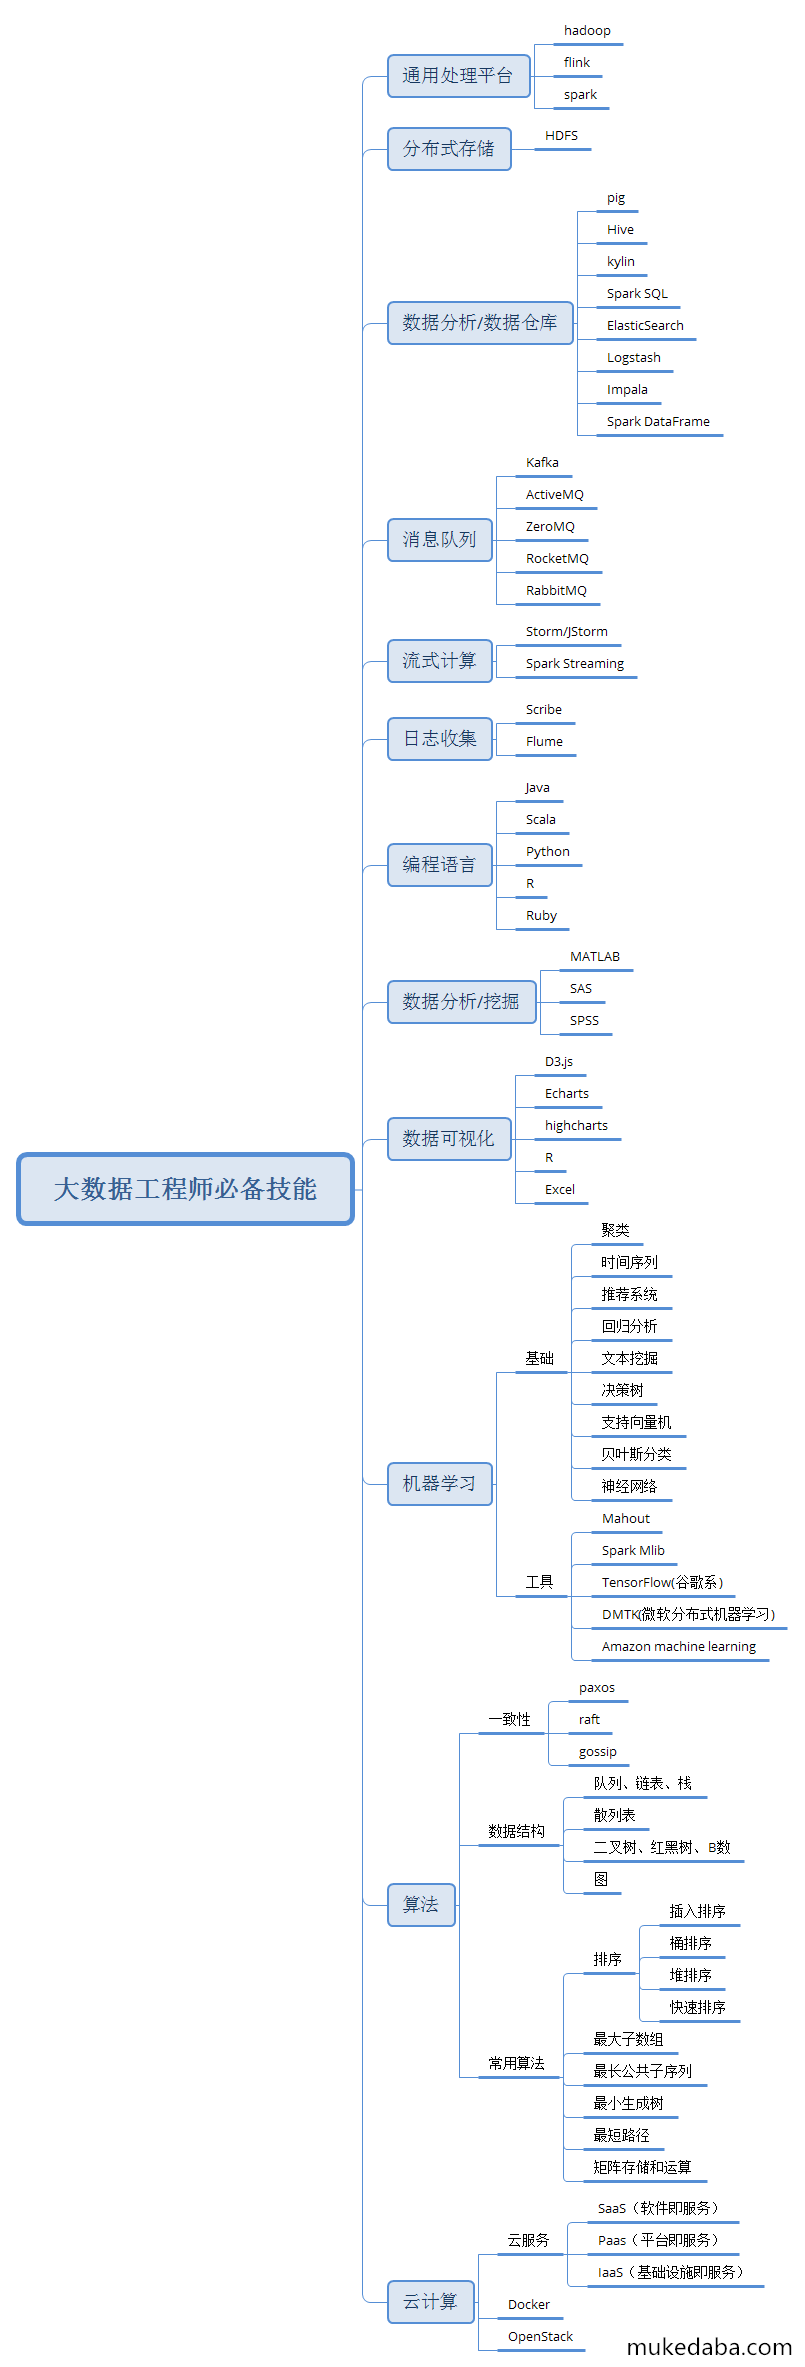 大数据工程师必备技能
通用处理平台
hadoop
flink
spark
分布式存储
HDFS
数据分析/数据仓库
pig
Hive
kylin
Spark SQL
ElasticSearch
Logstash
Impala
Spark DataFrame
消息队列
Kafka
ActiveMQ
ZeroMQ
RocketMQ
RabbitMQ
流式计算
Storm/JStorm
Spark Streaming
日志收集
Scribe
Flume
编程语言
Java
Scala
Python
R
Ruby
数据分析/挖掘
MATLAB
SAS
SPSS
数据可视化
D3.js
Echarts
highcharts
R
Excel
机器学习
基础
聚类
时间序列
推荐系统
回归分析
文本挖掘
决策树
支持向量机
贝叶斯分类
神经网络
工具
Mahout
Spark Mlib
TensorFlow(谷歌系)
DMTK(微软分布式机器学习)
Amazon machine learning
算法
一致性
paxos
raft
gossip
数据结构
队列、链表、栈
散列表
二叉树、红黑树、B数
图
常用算法
排序
插入排序
桶排序
堆排序
快速排序
最大子数组
最长公共子序列
最小生成树
最短路径
矩阵存储和运算
云计算
云服务
SaaS（软件即服务）
Paas（平台即服务）
IaaS（基础设施即服务）
Docker
OpenStack
mukedaba.com